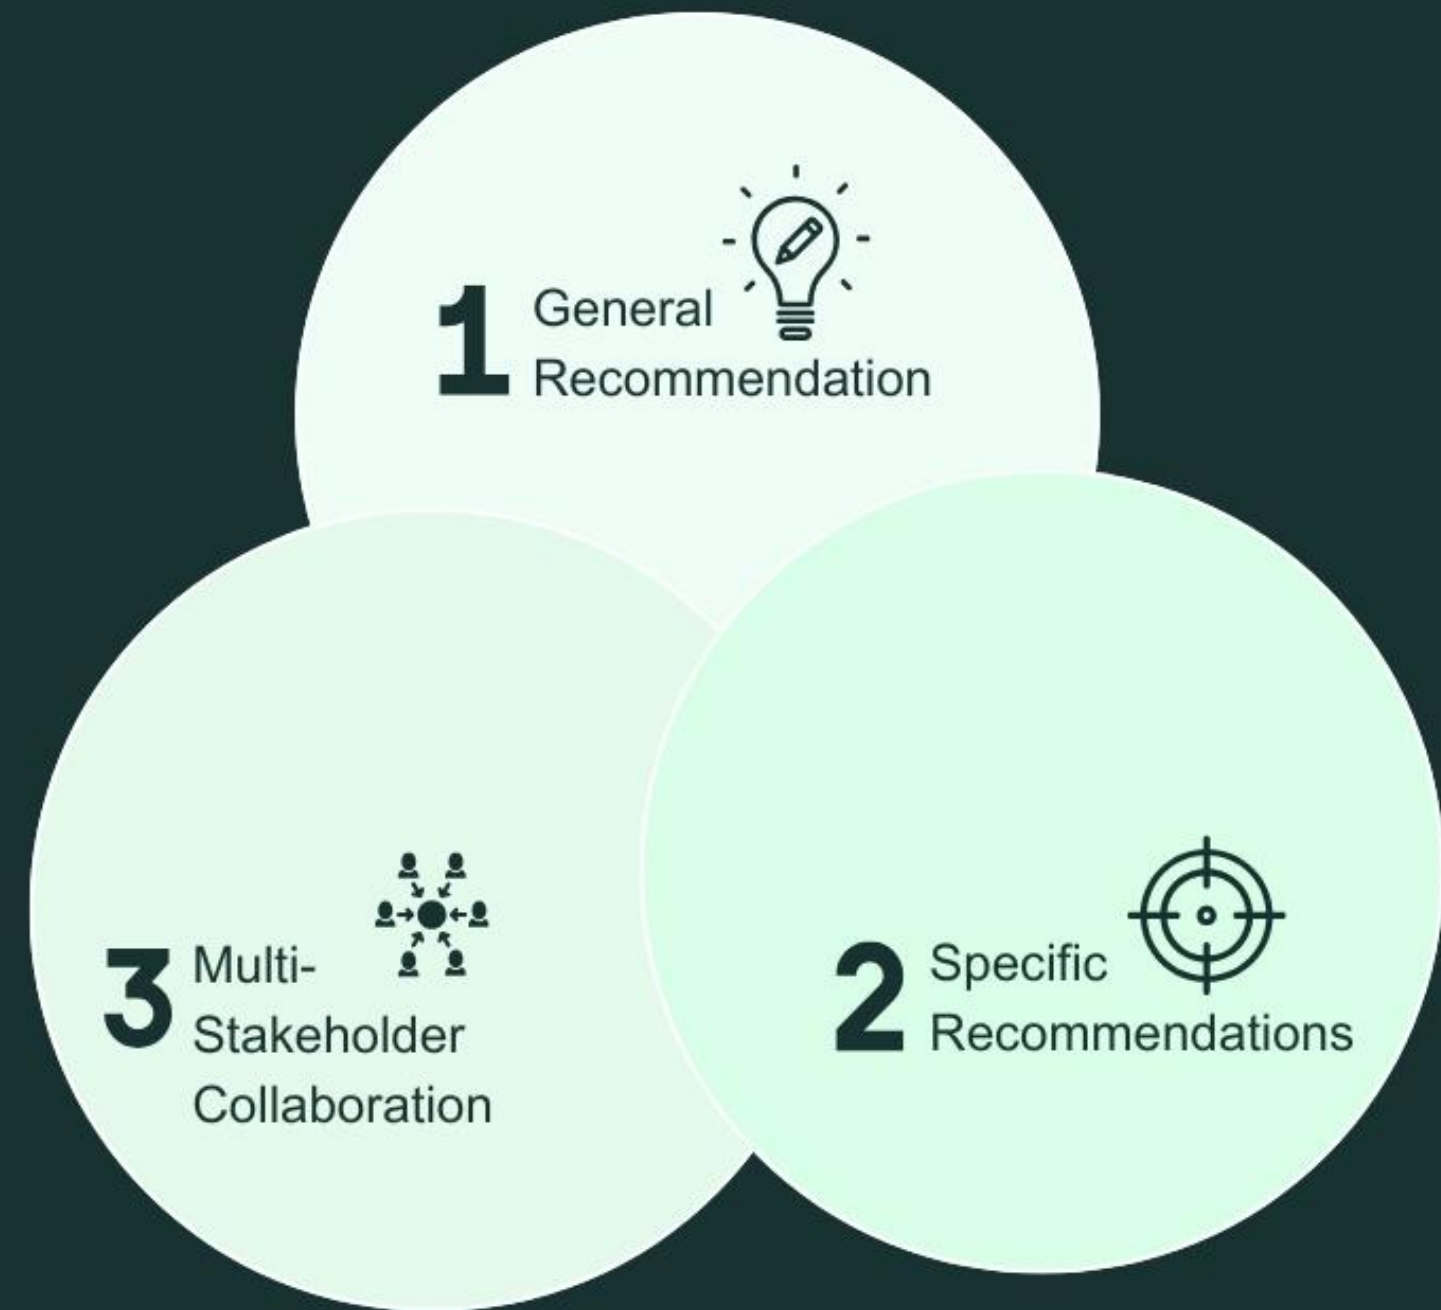 1 General
Recommendation
2 Specific
Recommendations
3 Multi-
Stakeholder
Collaboration